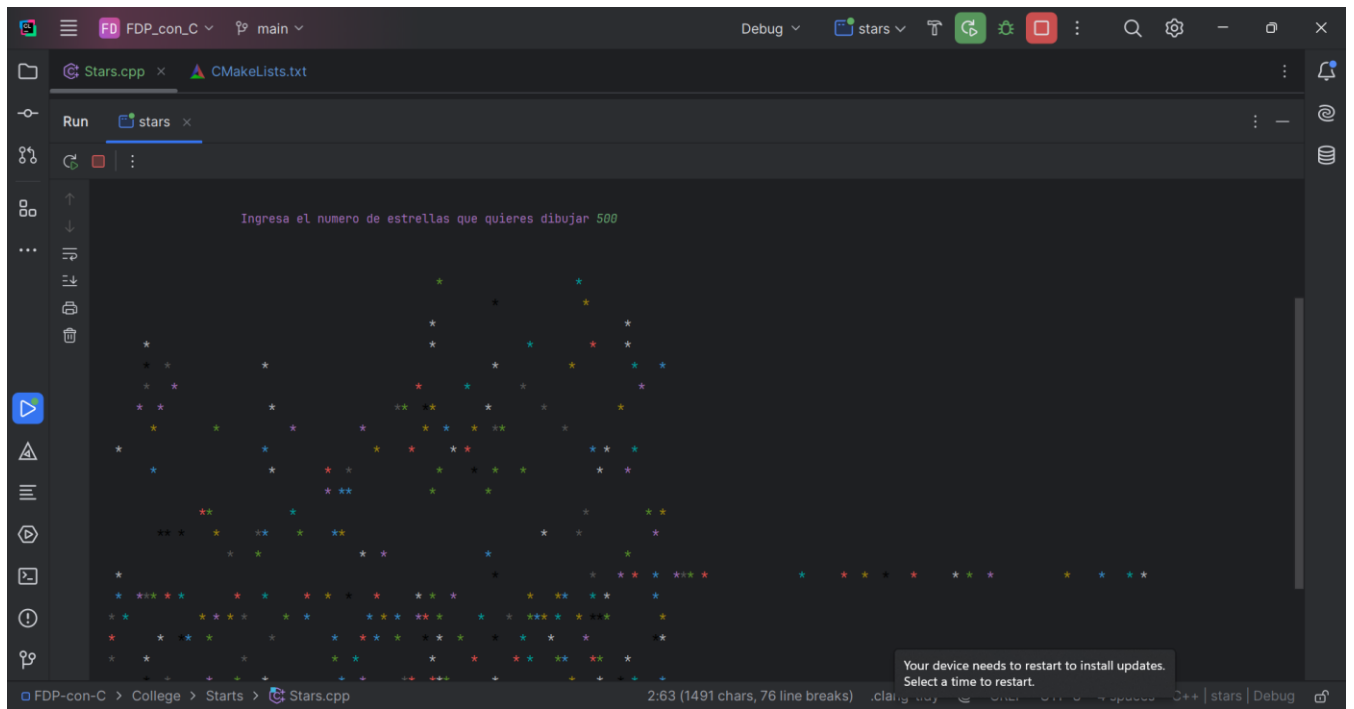 FD FDP_con_C main Debug stars
Stars.cpp CMakeLists.txt
Run stars
Ingresa el numero de estrellas que quieres dibujar 500
Your device needs to restart to install updates.
Select a time to restart.
FDP-con-C > College > Starts > Stars.cpp 2:63 (1491 chars, 76 line breaks) C++ | stars | Debug